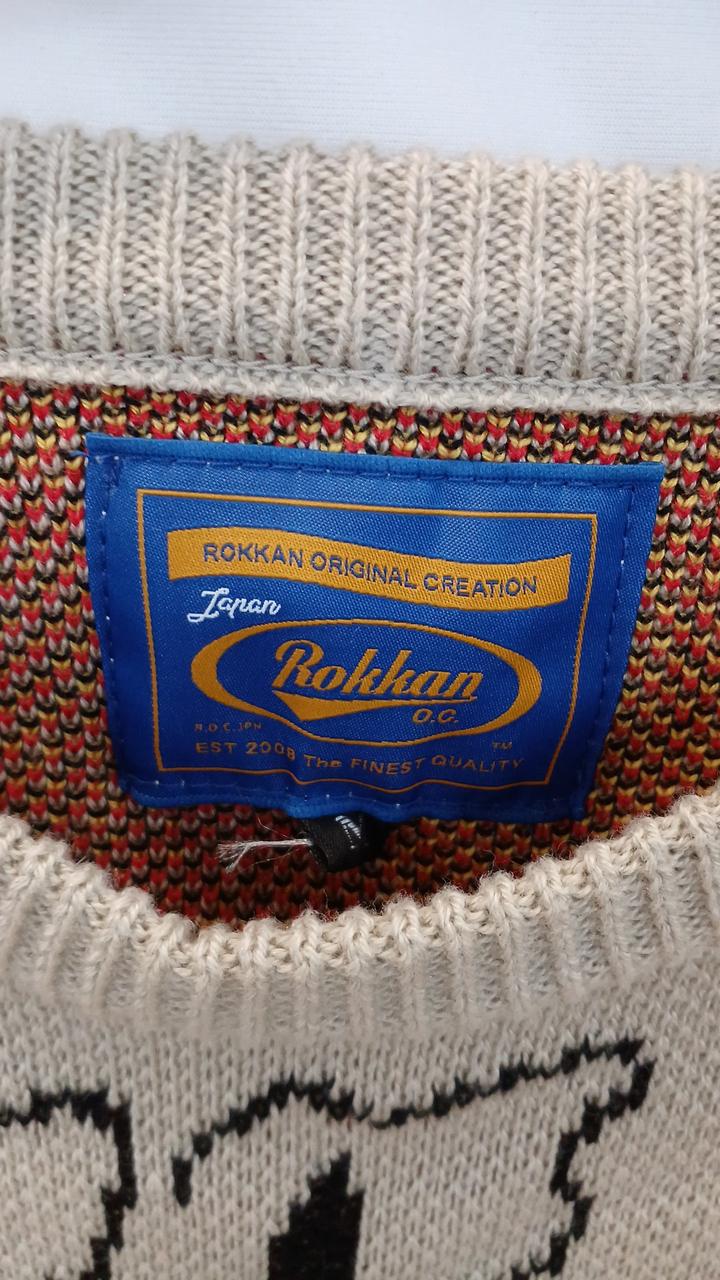 ROKKAN ORIGINAL CREATION
Japan
Rokkan
O.C.
R.O.C.JPN
TM
EST 2008 The FINEST QUALITY